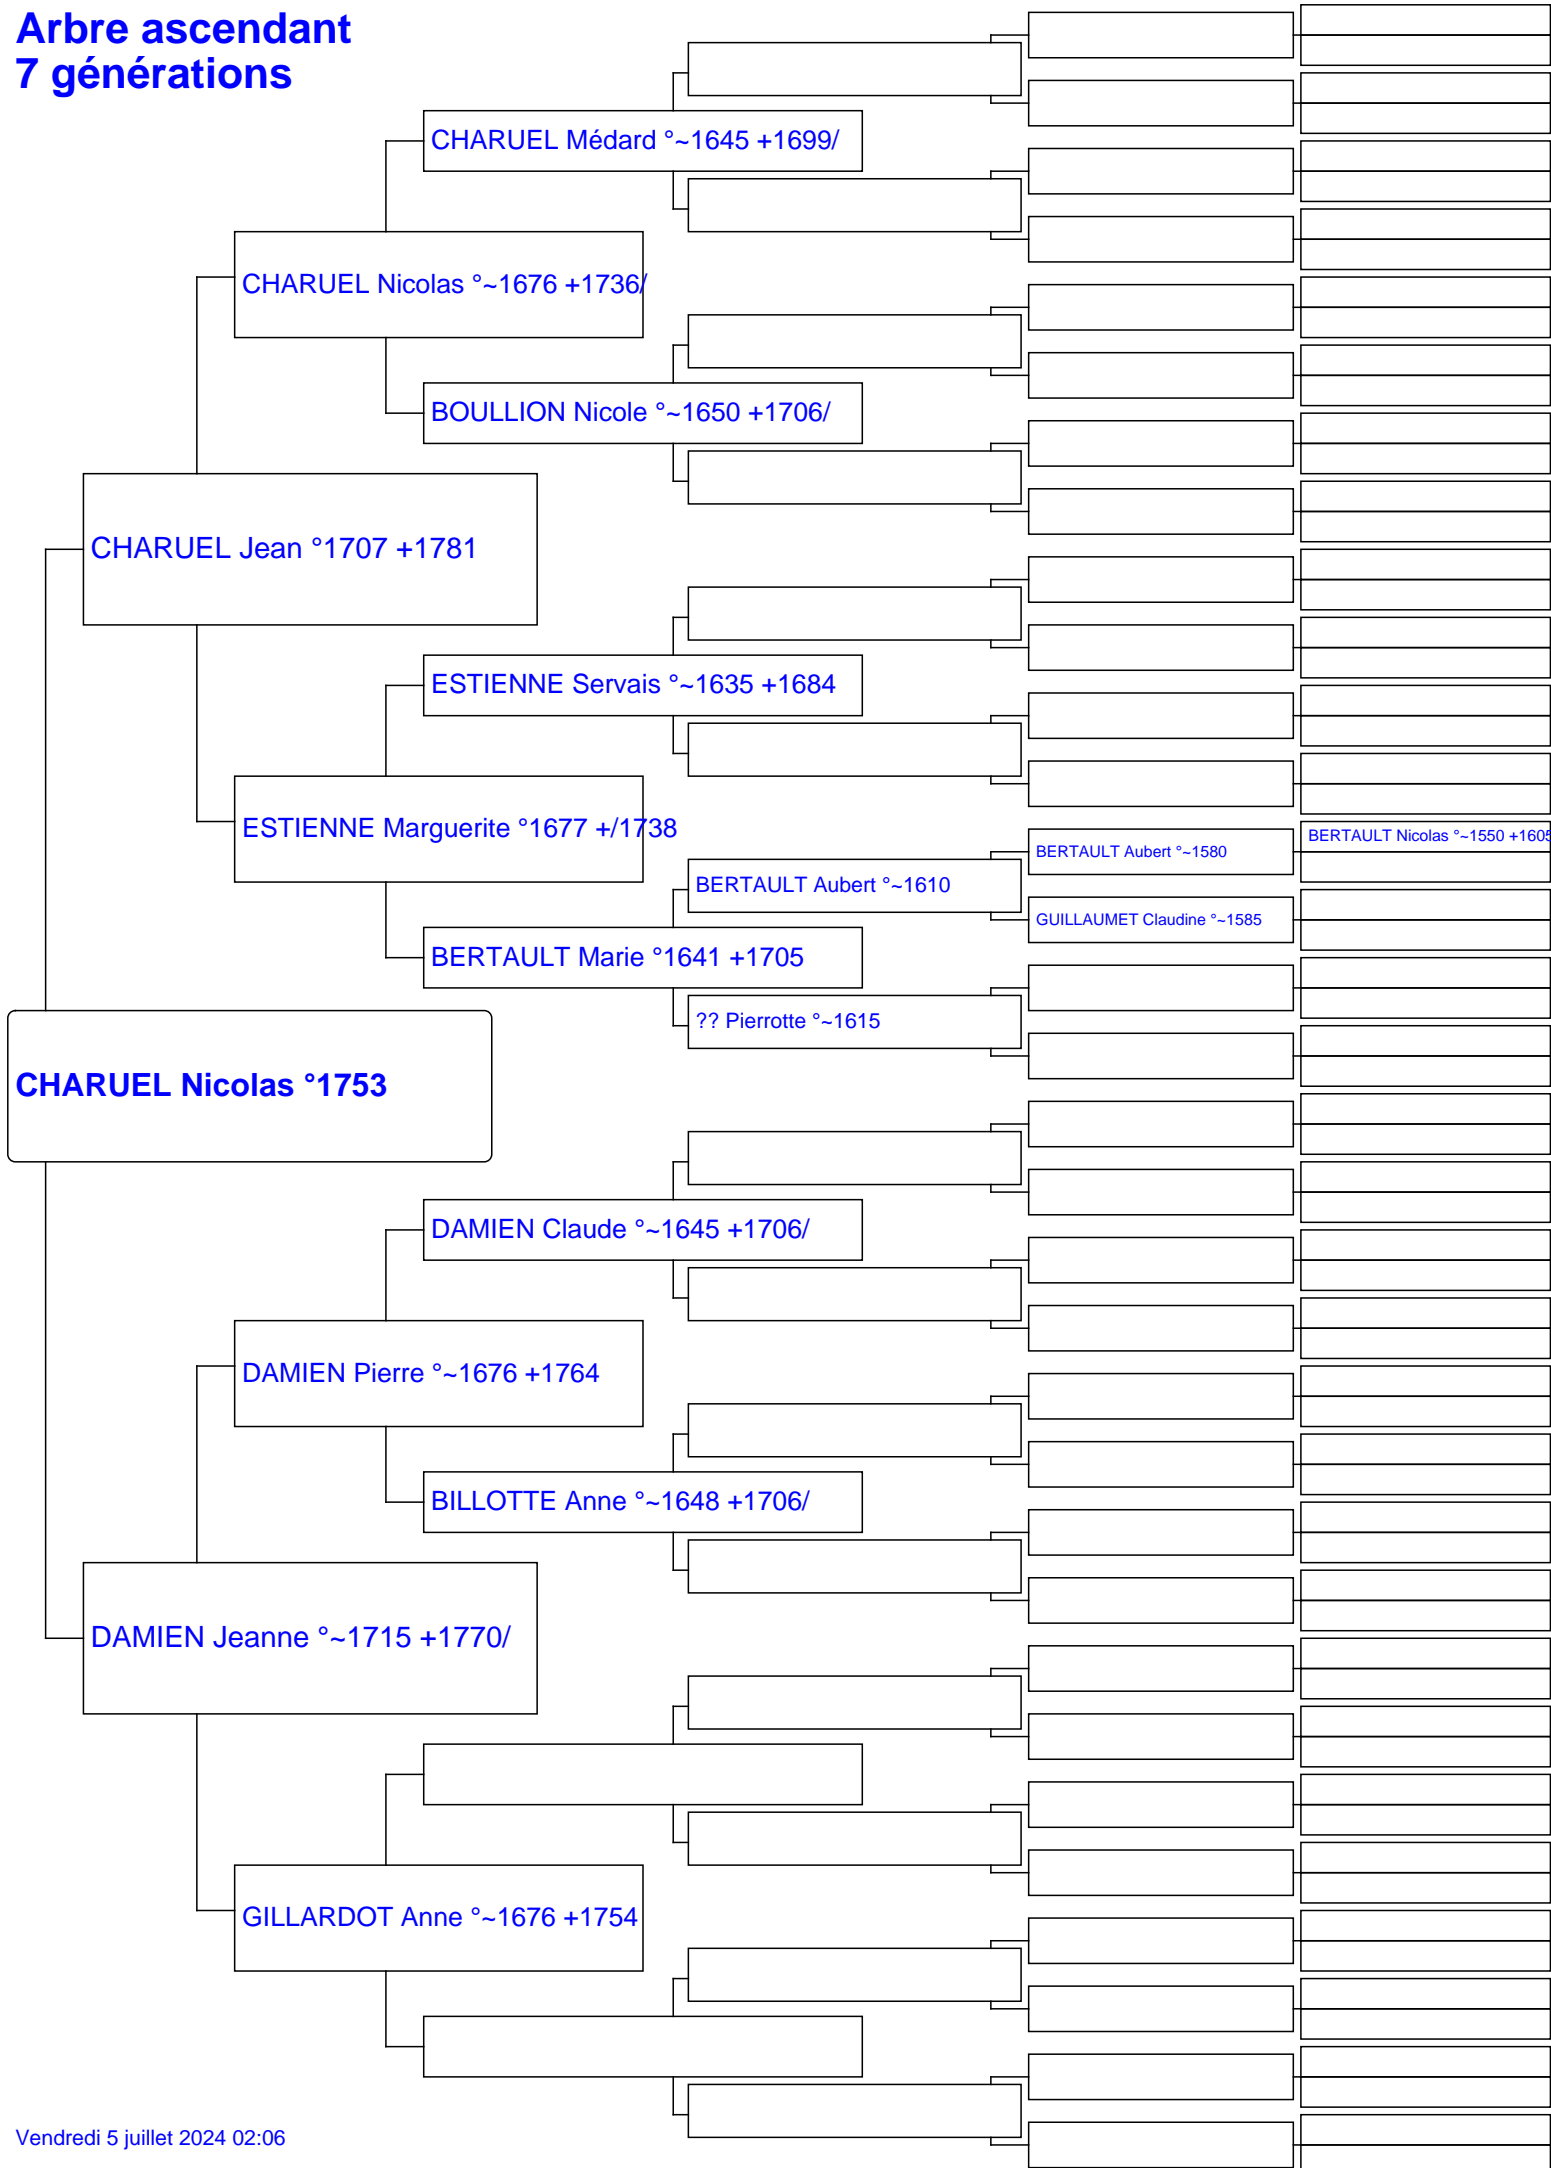 Arbre ascendant
7 générations
CHARUEL Médard °~1645 +1699/
CHARUEL Nicolas °~1676 +1736/
BOULLION Nicole °~1650 +1706/
CHARUEL Jean °1707 +1781
ESTIENNE Servais °~1635 +1684
ESTIENNE Marguerite °1677 +/1738
BERTAULT Nicolas °~1550 +1605
BERTAULT Aubert °~1580
BERTAULT Aubert °~1610
GUILLAUMET Claudine °~1585
BERTAULT Marie °1641 +1705
?? Pierrotte °~1615
CHARUEL Nicolas °1753
DAMIEN Claude °~1645 +1706/
DAMIEN Pierre °~1676 +1764
BILLOTTE Anne °~1648 +1706/
DAMIEN Jeanne °~1715 +1770/
GILLARDOT Anne °~1676 +1754
Vendredi 5 juillet 2024 02:06